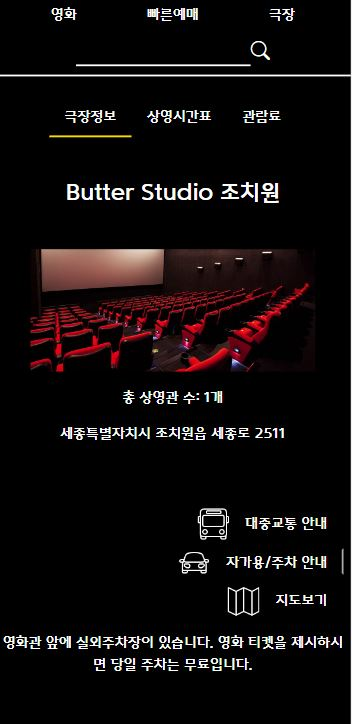 영화 빠른예매 극장
극장정보 상영시간표 관람료
Butter Studio 조치원
총 상영관 수: 1개
세종특별자치시 조치원읍 세종로 2511
대중교통 안내
자가용/주차 안내
지도보기
영화관 앞에 실외주차장이 있습니다. 영화 티켓을 제시하시
면 당일 주차는 무료입니다.